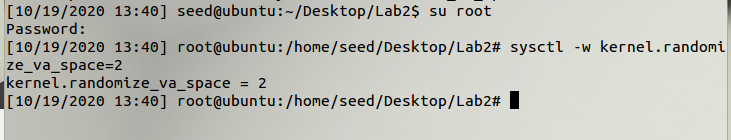 [10/19/2020 13:40] seed@ubuntu:~/Desktop/Lab2$ su root
Password:
[10/19/2020 13:40] root@ubuntu:/home/seed/Desktop/Lab2# sysctl -w kernel.randomi
ze_va_space=2
kernel.randomize_va_space = 2
[10/19/2020 13:40] root@ubuntu:/home/seed/Desktop/Lab2#